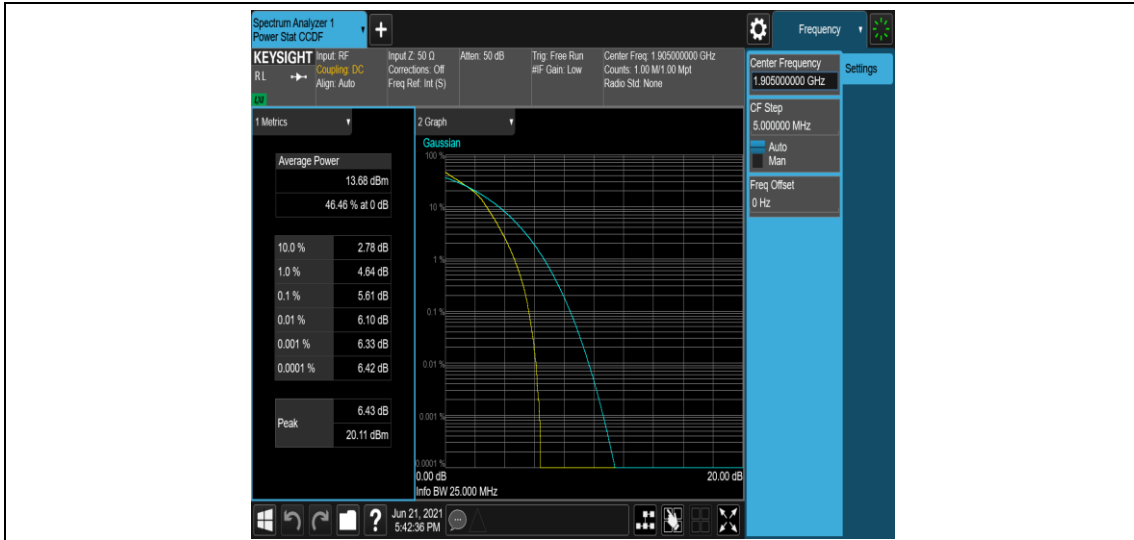 Spectrum Analyzer 1
Power Stat CCDF
+
Frequency
KEYSIGHT
RL
LXI
Input: RF
Coupling: DC
Align: Auto
Input Z: 50 Ω
Corrections: Off
Freq Ref: Int (S)
Atten: 50 dB
Trig: Free Run
#IF Gain: Low
Center Freq: 1.905000000 GHz
Counts: 1.00 M/1.00 Mpt
Radio Std: None
Center Frequency
1.905000000 GHz
Settings
CF Step
5.000000 MHz
Auto
Man
Freq Offset
0 Hz
1 Metrics
Average Power
13.68 dBm
46.46 % at 0 dB
10.0 % 2.78 dB
1.0 % 4.64 dB
0.1 % 5.61 dB
0.01 % 6.10 dB
0.001 % 6.33 dB
0.0001 % 6.42 dB
Peak 6.43 dB
20.11 dBm
2 Graph
Gaussian
100 %
10 %
1 %
0.1 %
0.01 %
0.001 %
0.0001 %
0.00 dB 20.00 dB
Info BW 25.000 MHz
?
Jun 21, 2021
5:42:36 PM